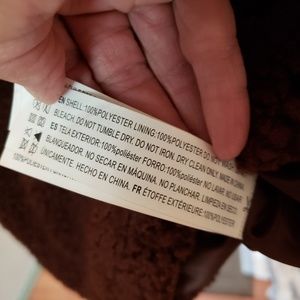 EN SHELL:100%POLYESTER LINING:100%POLYESTER DO NOT WASH.
BLEACH. DO NOT TUMBLE DRY. DO NOT IRON. DRY CLEAN ONLY. MADE IN CHINA.
ES TELA EXTERIOR:100%poliéster FORRO:100%poliéster NO LAVAR. NO USAR
BLANQUEADOR. NO SECAR EN MÁQUINA. NO PLANCHAR. LIMPIEZA EN SECO
ÚNICAMENTE. HECHO EN CHINA. FR ÉTOFFE EXTÉRIEURE:100%POLYESTER